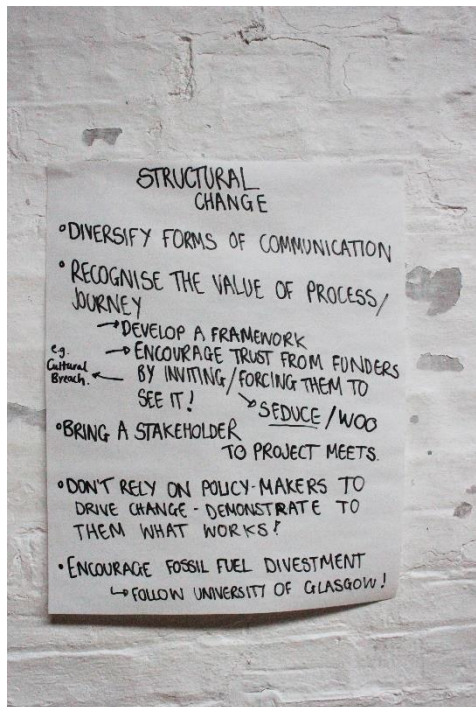 STRUCTURAL
CHANGE
•DIVERSIFY FORMS OF COMMUNICATION
•RECOGNISE THE VALUE OF PROCESS/
JOURNEY
→DEVELOP A FRAMEWORK
→ENCOURAGE TRUST FROM FUNDERS
BY INVITING/FORCING THEM TO
SEE IT!
e.g.
Cultural
Breach.
→SEDUCE/WOO
•BRING A STAKEHOLDER
TO PROJECT MEETS.
•DON'T RELY ON POLICY-MAKERS TO
DRIVE CHANGE - DEMONSTRATE TO
THEM WHAT WORKS!
•ENCOURAGE FOSSIL FUEL DIVESTMENT
↳FOLLOW UNIVERSITY OF GLASGOW!